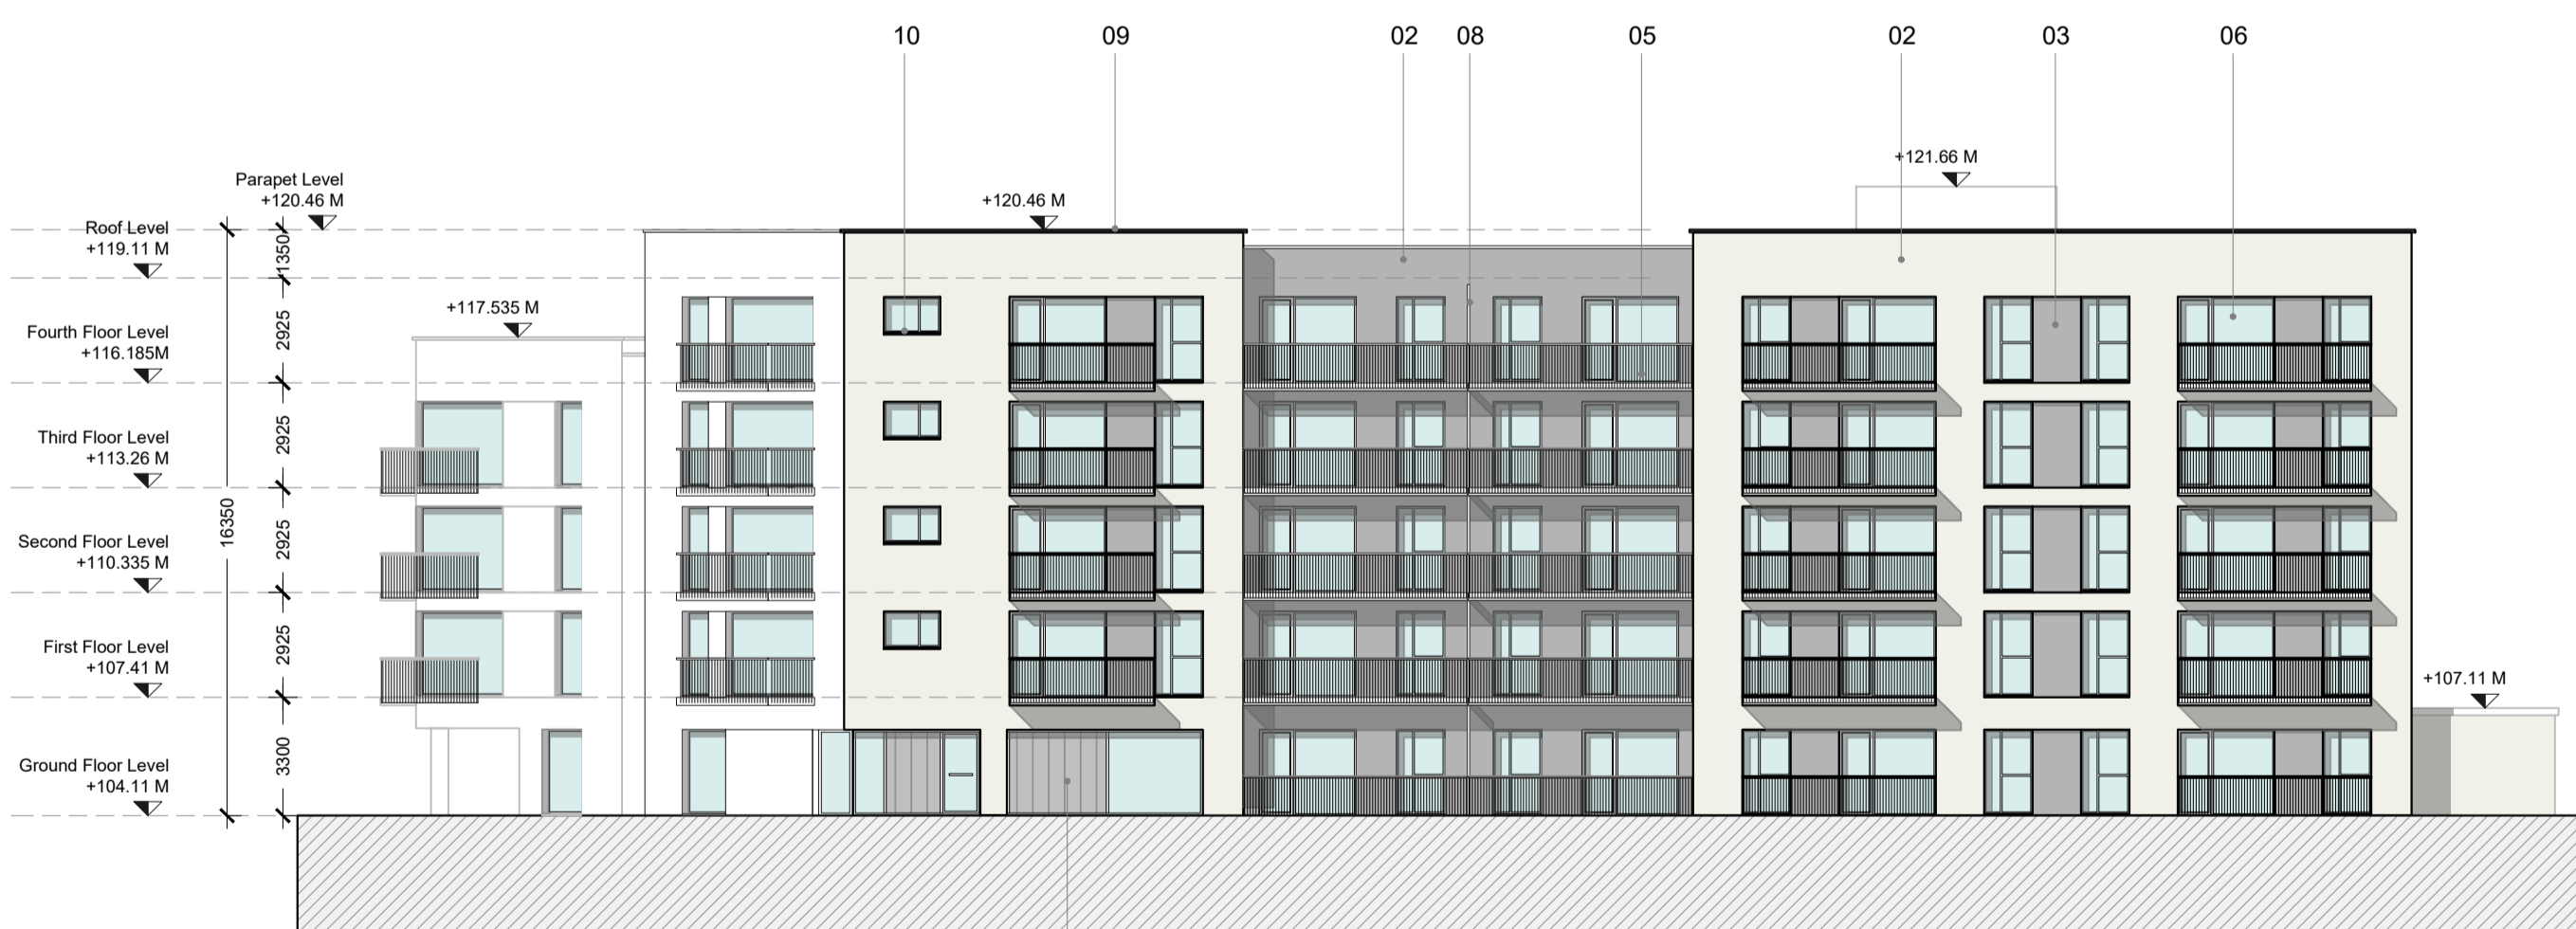 10
09
02
08
05
02
03
06
+121.66 M
Parapet Level
+120.46 M
+120.46 M
Roof Level
+119.11 M
1350
+117.535 M
Fourth Floor Level
+116.185M
2925
Third Floor Level
+113.26 M
2925
16350
Second Floor Level
+110.335 M
2925
First Floor Level
+107.41 M
2925
+107.11 M
Ground Floor Level
+104.11 M
3300